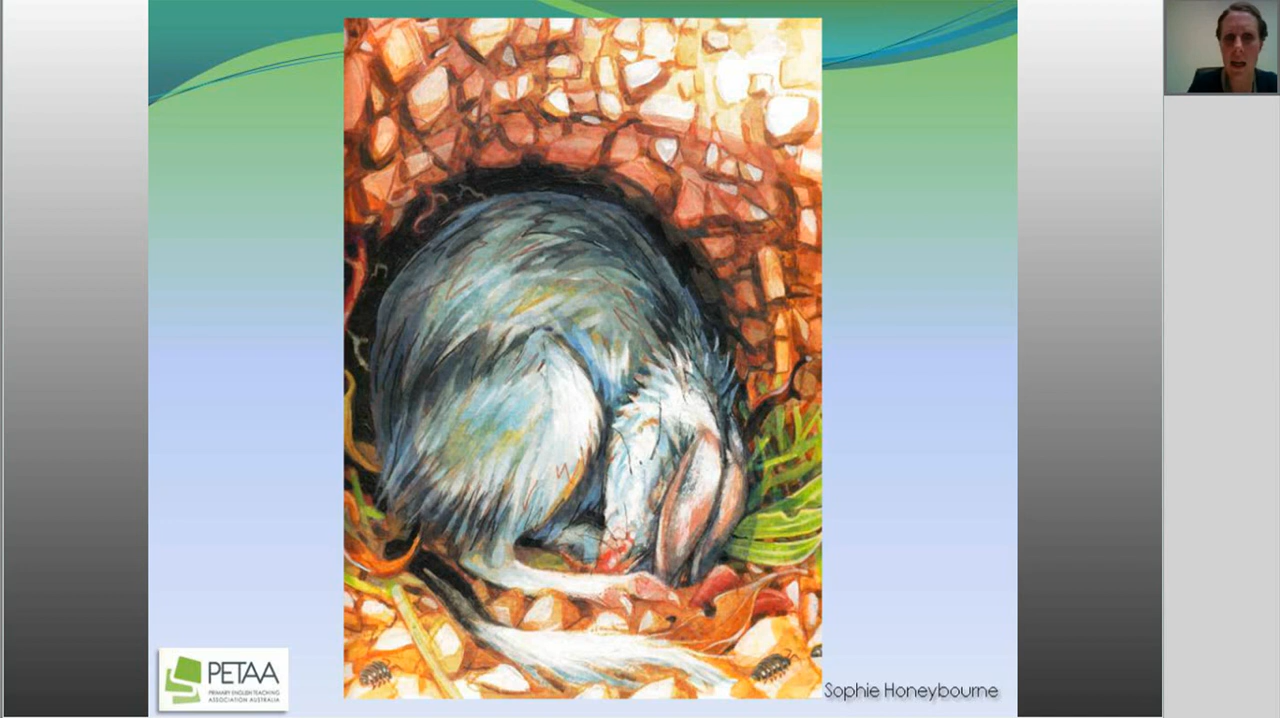 PETAA
PRIMARY ENGLISH TEACHING
ASSOCIATION AUSTRALIA
Sophie Honeybourne